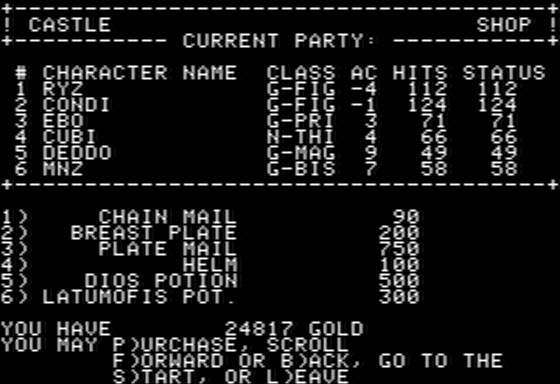 +------------------------------------------------------+
! CASTLE                                        SHOP !
+----------- CURRENT PARTY: ------------+
# CHARACTER NAME  CLASS AC HITS STATUS
1 RYZ             G-FIG -4  112  112
2 CONDI           G-FIG -1  124  124
3 EBO             G-PRI  3   71   71
4 CUBI            N-THI  4   66   66
5 DEDDO           G-MAG  9   49   49
6 MNZ             G-BIS  7   58   58
+------------------------------------------------------+
1)      CHAIN MAIL             90
2)    BREAST PLATE            200
3)      PLATE MAIL            750
4)            HELM            100
5)     DIOS POTION            500
6) LATUMOFIS POT.             300
YOU HAVE        24817 GOLD
YOU MAY P)URCHASE, SCROLL
F)ORWARD OR B)ACK, GO TO THE
S)TART, OR L)EAVE